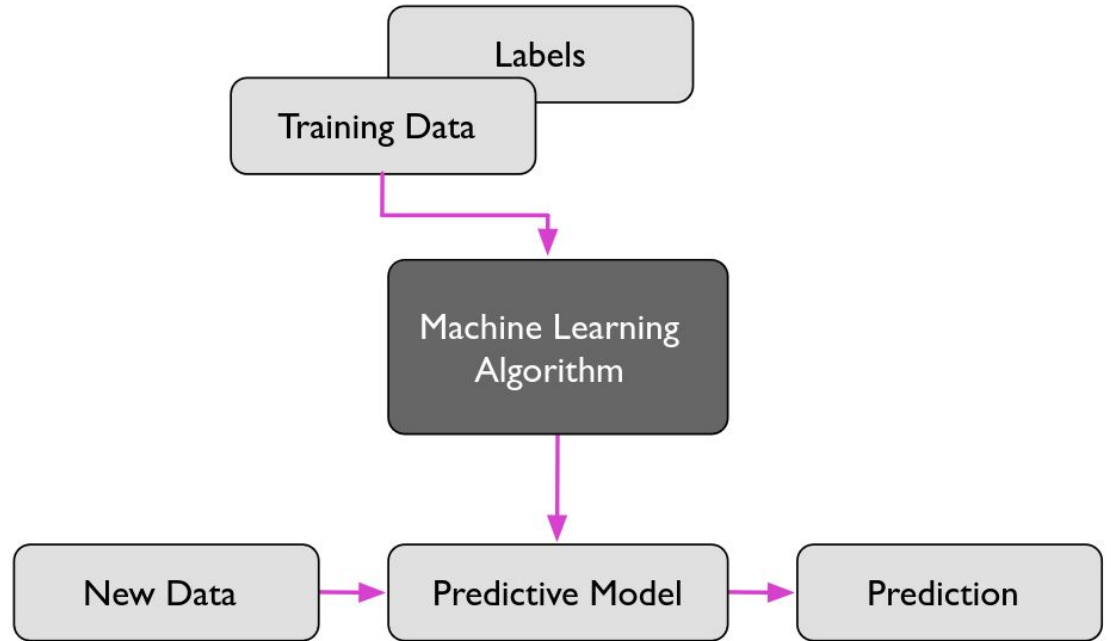 Labels
Training Data
Machine Learning
Algorithm
New Data
Predictive Model
Prediction